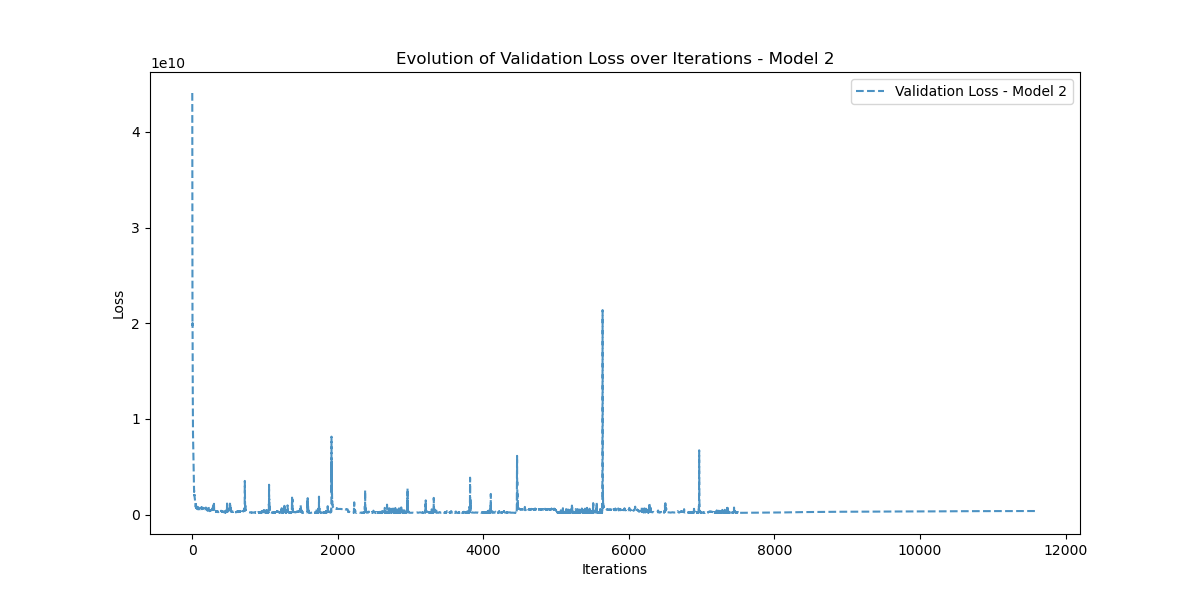 Evolution of Validation Loss over Iterations - Model 2
1e10
Validation Loss - Model 2
4
3
2
1
0
Loss
0 2000 4000 6000 8000 10000 12000
Iterations